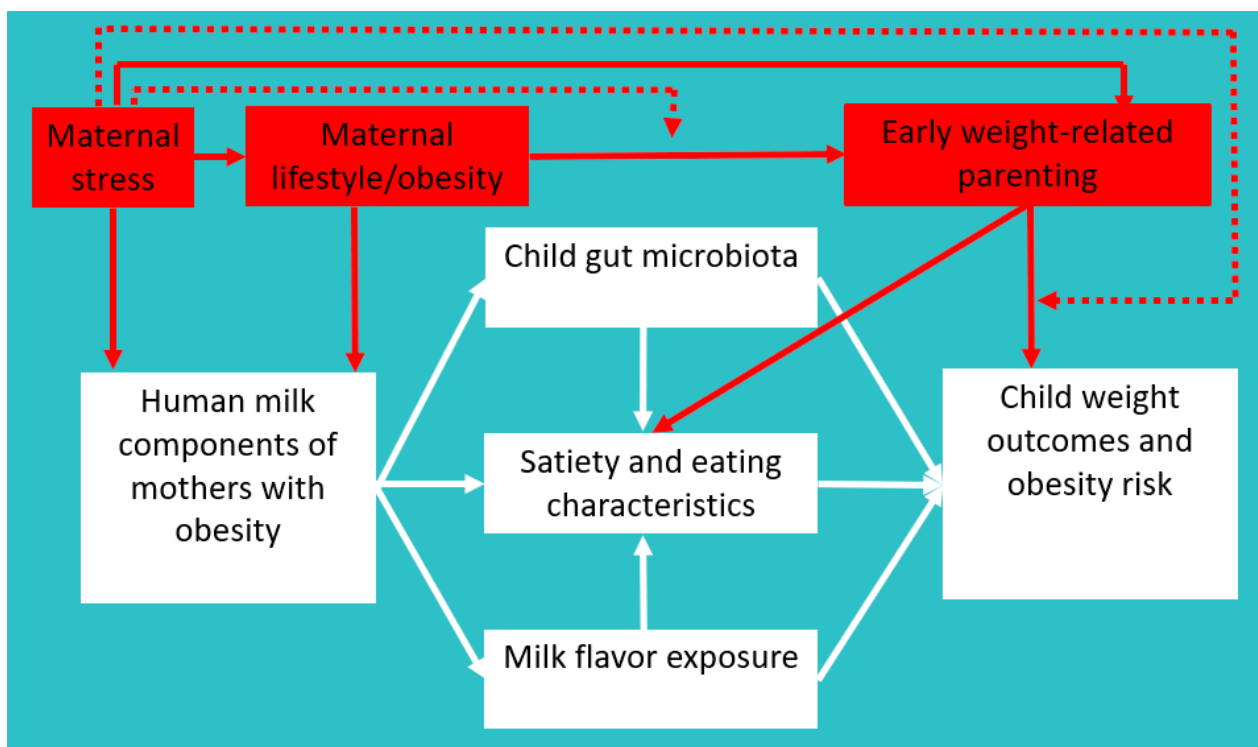 Maternal
stress
Maternal
lifestyle/obesity
Early weight-related
parenting
Child gut microbiota
Human milk
components of
mothers with
obesity
Satiety and eating
characteristics
Child weight
outcomes and
obesity risk
Milk flavor exposure